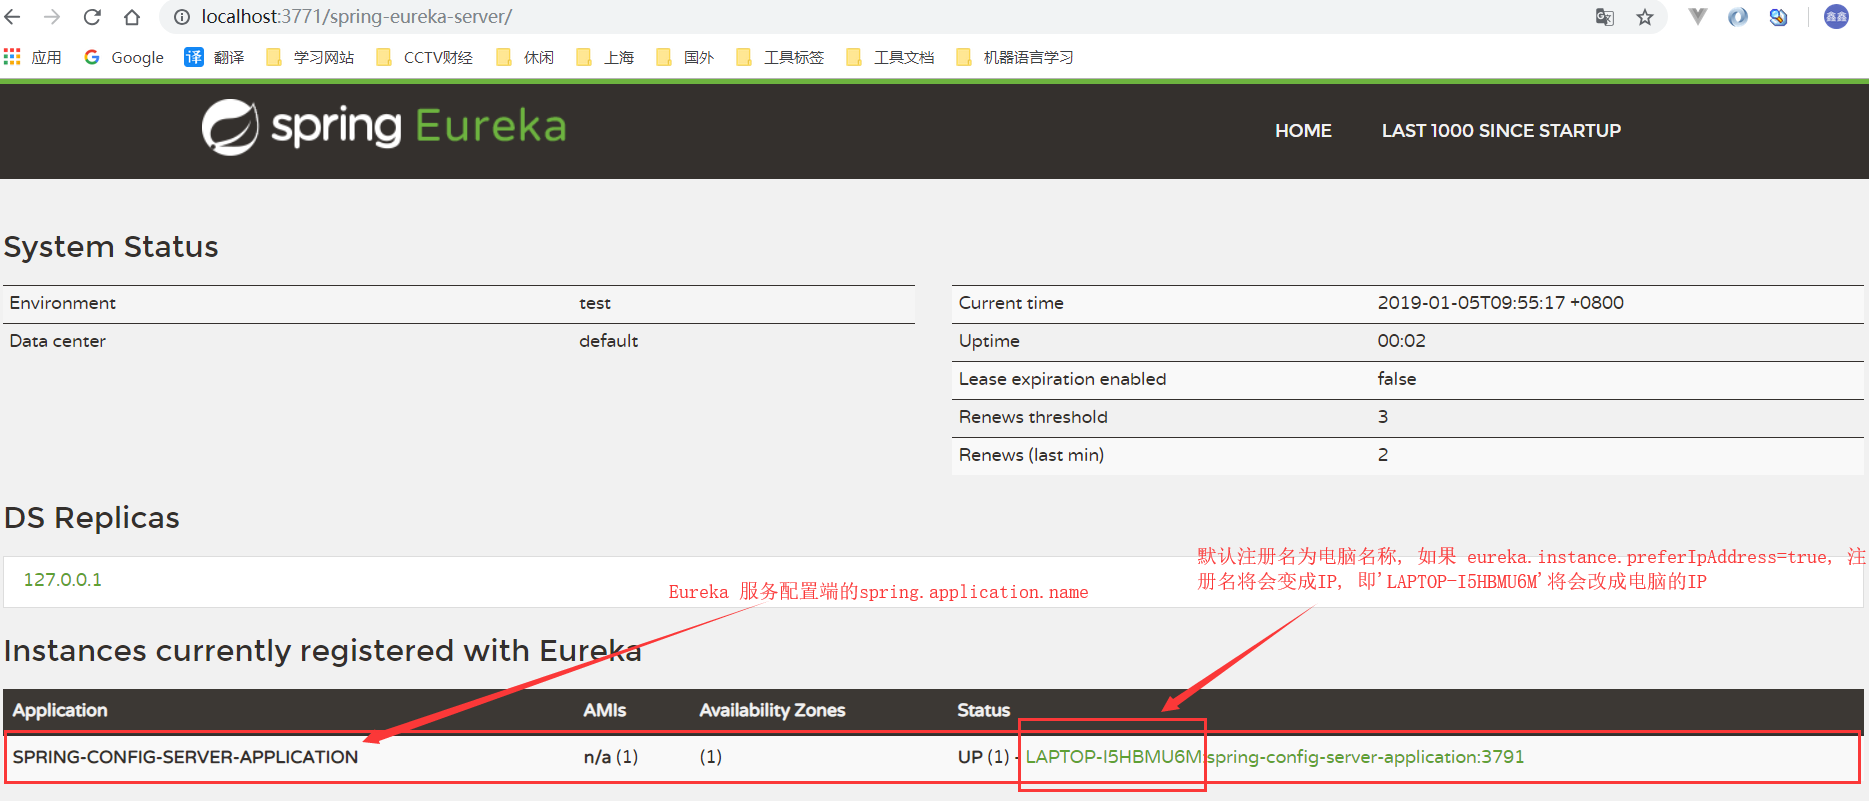 localhost:3771/spring-eureka-server/
鑫鑫
应用 Google 译 翻译 学习网站 CCTV财经 休闲 上海 国外 工具标签 工具文档 机器语言学习
spring Eureka HOME LAST 1000 SINCE STARTUP
System Status
Environment test
Data center default
Current time 2019-01-05T09:55:17 +0800
Uptime 00:02
Lease expiration enabled false
Renews threshold 3
Renews (last min) 2
DS Replicas
127.0.0.1
默认注册名为电脑名称, 如果 eureka.instance.preferIpAddress=true, 注
册名将会变成IP, 即'LAPTOP-I5HBMU6M'将会改成电脑的IP
Eureka 服务配置端的spring.application.name
Instances currently registered with Eureka
Application AMIs Availability Zones Status
SPRING-CONFIG-SERVER-APPLICATION n/a (1) (1) UP (1) - LAPTOP-I5HBMU6M:spring-config-server-application:3791